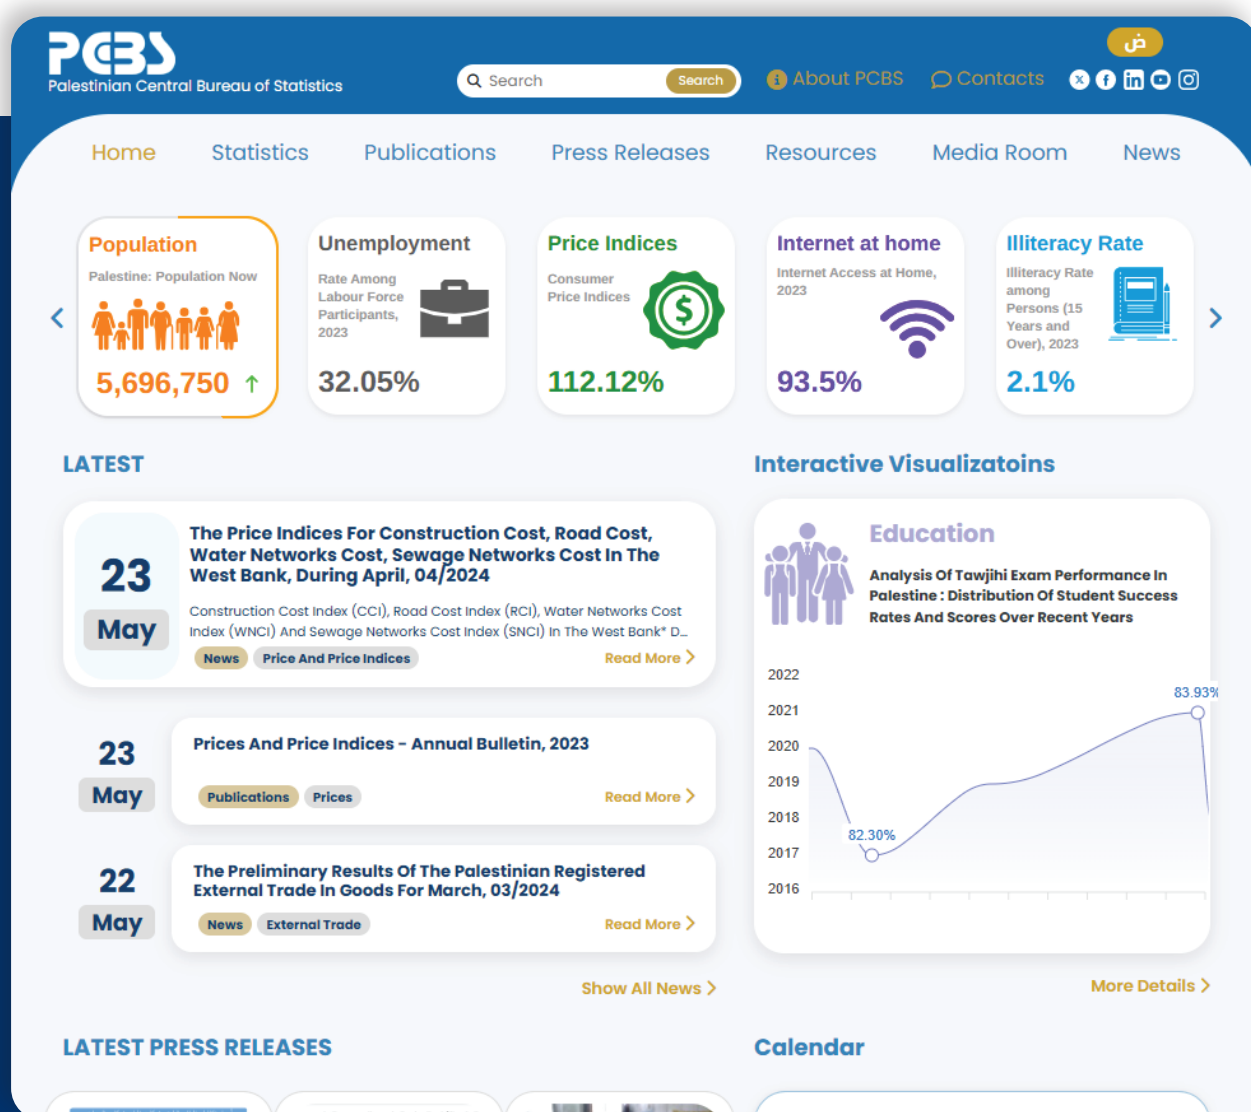 PCBS
Palestinian Central Bureau of Statistics
ض
Search
Search
About PCBS
Contacts
Home
Statistics
Publications
Press Releases
Resources
Media Room
News
Population
Palestine: Population Now
5,696,750
Unemployment
Rate Among
Labour Force
Participants,
2023
32.05%
Price Indices
Consumer
Price Indices
112.12%
Internet at home
Internet Access at Home,
2023
93.5%
Illiteracy Rate
Illiteracy Rate
among
Persons (15
Years and
Over), 2023
2.1%
LATEST
23
May
The Price Indices For Construction Cost, Road Cost,
Water Networks Cost, Sewage Networks Cost In The
West Bank, During April, 04/2024
Construction Cost Index (CCI), Road Cost Index (RCI), Water Networks Cost
Index (WNCI) And Sewage Networks Cost Index (SNCI) In The West Bank* D...
News
Price And Price Indices
Read More
23
May
Prices And Price Indices - Annual Bulletin, 2023
Publications
Prices
Read More
22
May
The Preliminary Results Of The Palestinian Registered
External Trade In Goods For March, 03/2024
News
External Trade
Read More
Show All News
Interactive Visualizatoins
Education
Analysis Of Tawjihi Exam Performance In
Palestine : Distribution Of Student Success
Rates And Scores Over Recent Years
2022
2021
2020
2019
2018
2017
2016
83.93%
82.30%
More Details
LATEST PRESS RELEASES
Calendar